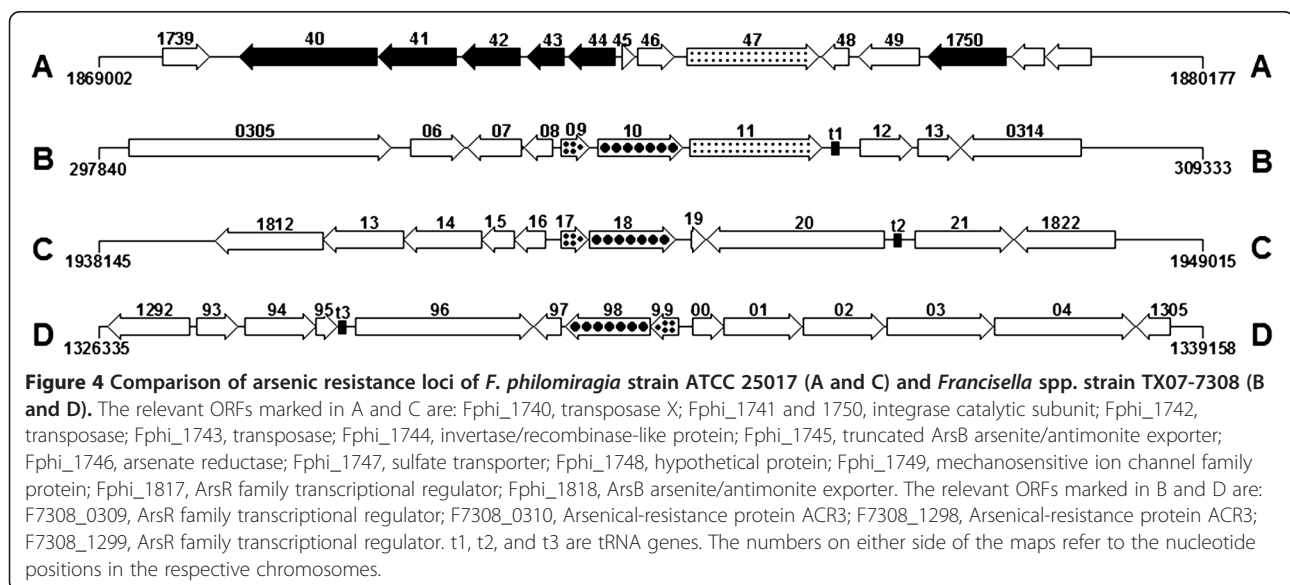 1739 40 41 42 43 44 45 46 47 48 49 1750
A A
1869002 1880177
0305 06 07 08 09 10 11 t1 12 13 0314
B B
297840 309333
1812 13 14 15 16 17 18 19 20 t2 21 1822
C C
1938145 1949015
1292 93 94 95 t3 96 97 98 99 00 01 02 03 04 1305
D D
1326335 1339158
Figure 4 Comparison of arsenic resistance loci of F. philomiragia strain ATCC 25017 (A and C) and Francisella spp. strain TX07-7308 (B
and D). The relevant ORFs marked in A and C are: Fphi_1740, transposase X; Fphi_1741 and 1750, integrase catalytic subunit; Fphi_1742,
transposase; Fphi_1743, transposase; Fphi_1744, invertase/recombinase-like protein; Fphi_1745, truncated ArsB arsenite/antimonite exporter;
Fphi_1746, arsenate reductase; Fphi_1747, sulfate transporter; Fphi_1748, hypothetical protein; Fphi_1749, mechanosensitive ion channel family
protein; Fphi_1817, ArsR family transcriptional regulator; Fphi_1818, ArsB arsenite/antimonite exporter. The relevant ORFs marked in B and D are:
F7308_0309, ArsR family transcriptional regulator; F7308_0310, Arsenical-resistance protein ACR3; F7308_1298, Arsenical-resistance protein ACR3;
F7308_1299, ArsR family transcriptional regulator. t1, t2, and t3 are tRNA genes. The numbers on either side of the maps refer to the nucleotide
positions in the respective chromosomes.